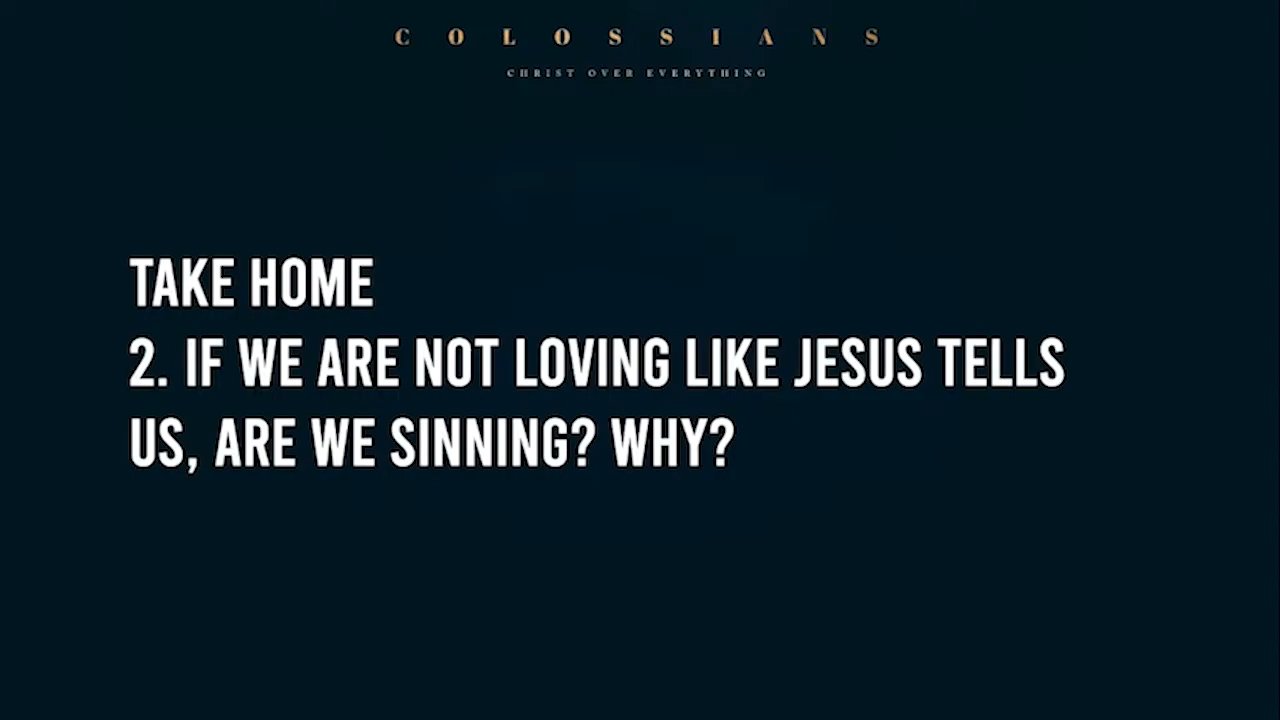 COLOSSIANS
CHRIST OVER EVERYTHING
TAKE HOME
2. IF WE ARE NOT LOVING LIKE JESUS TELLS
US, ARE WE SINNING? WHY?